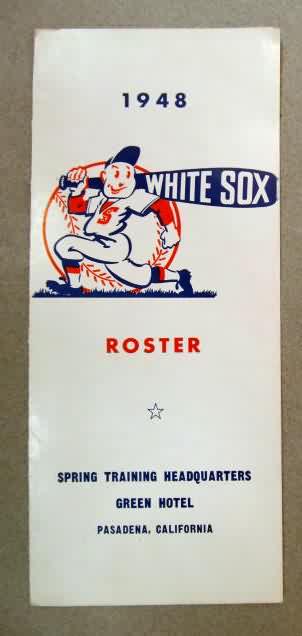 1948
WHITE SOX
ROSTER
SPRING TRAINING HEADQUARTERS
GREEN HOTEL
PASADENA, CALIFORNIA